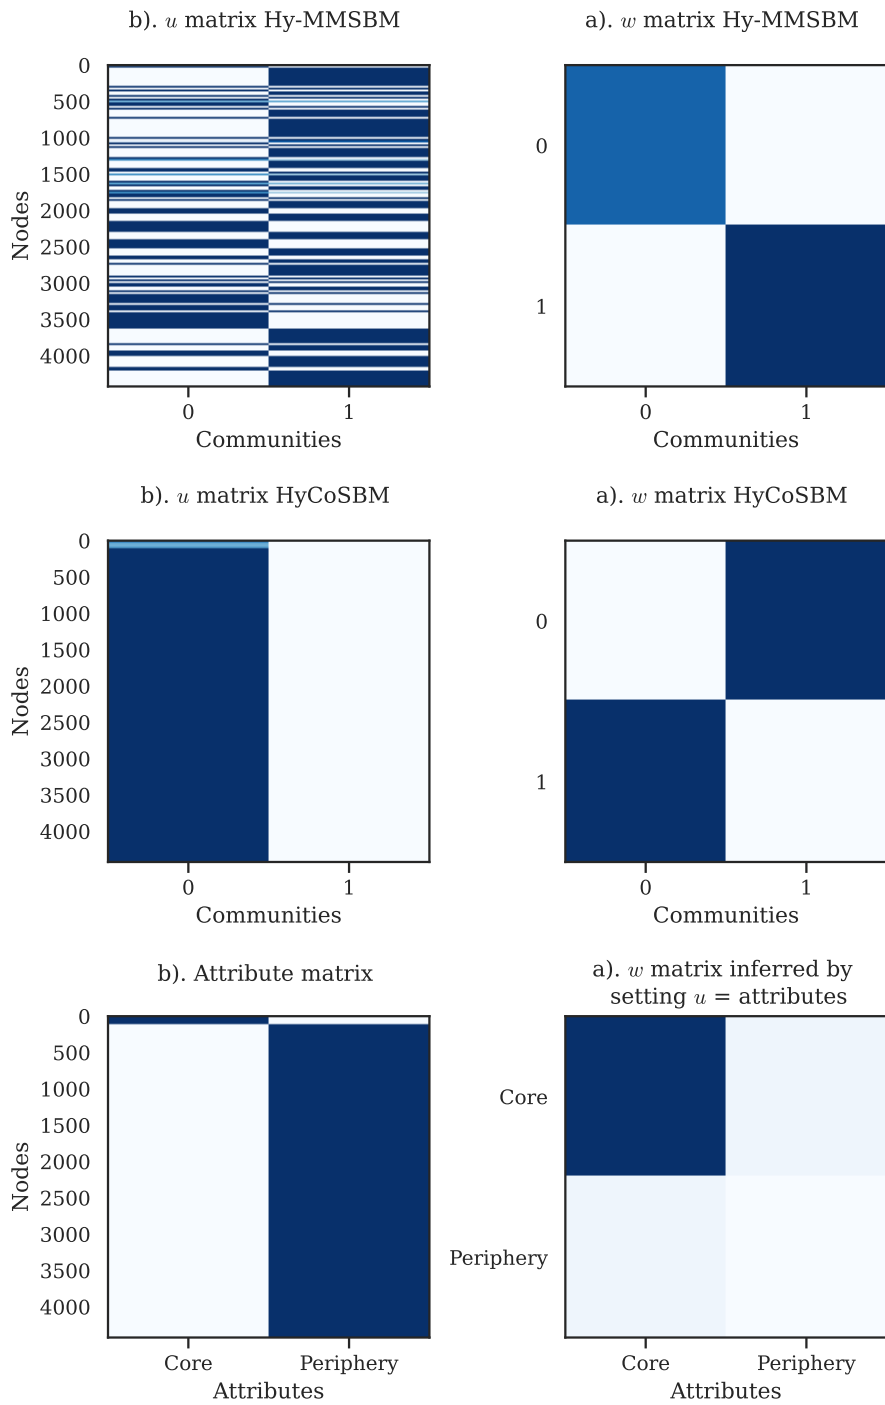 b). u matrix Hy-MMSBM
0
500
1000
1500
2000
2500
3000
3500
4000
Nodes
0 1
Communities
a). w matrix Hy-MMSBM
0
1
0 1
Communities
b). u matrix HyCoSBM
0
500
1000
1500
2000
2500
3000
3500
4000
Nodes
0 1
Communities
a). w matrix HyCoSBM
0
1
0 1
Communities
b). Attribute matrix
0
500
1000
1500
2000
2500
3000
3500
4000
Nodes
Core Periphery
Attributes
a). w matrix inferred by
setting u = attributes
Core
Periphery
Core Periphery
Attributes